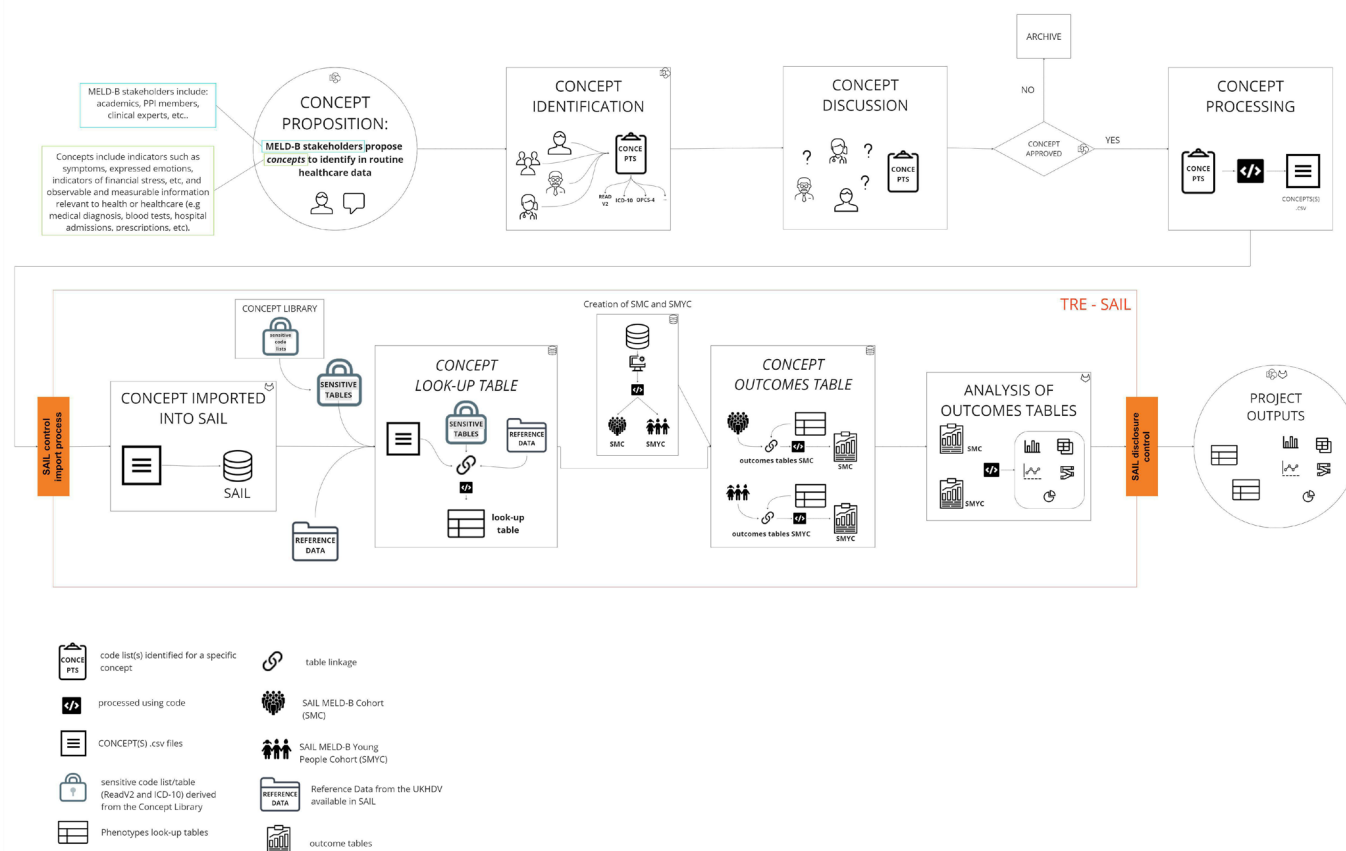 ARCHIVE
MELD-B stakeholders include:
academics, PPI members,
clinical experts, etc..
Concepts include indicators such as
symptoms, expressed emotions,
indicators of financial stress, etc, and
observable and measurable information
relevant to health or healthcare (e.g
medical diagnosis, blood tests, hospital
admissions, prescriptions, etc).
CONCEPT
PROPOSITION:
MELD-B stakeholders propose
concepts to identify in routine
healthcare data
CONCEPT
IDENTIFICATION
CONCE
PTS
READ
V2
ICD-10
OPCS-4
...
CONCEPT
DISCUSSION
? ?
?
CONCE
PTS
NO
CONCEPT
APPROVED
YES
CONCEPT
PROCESSING
CONCE
PTS
</>
CONCEPTS(S)
.csv
TRE - SAIL
SAIL control
import process
CONCEPT IMPORTED
INTO SAIL
SAIL
CONCEPT LIBRARY
sensitive
code
lists
SENSITIVE
TABLES
REFERENCE
DATA
CONCEPT
LOOK-UP TABLE
SENSITIVE
TABLES
REFERENCE
DATA
</>
look-up
table
Creation of SMC and SMYC
</>
SMC
SMYC
CONCEPT
OUTCOMES TABLE
</>
outcomes tables SMC
SMC
</>
outcomes tables SMYC
SMYC
ANALYSIS OF
OUTCOMES TABLES
SMC
</>
SMYC
SAIL disclosure
control
PROJECT
OUTPUTS
CONCE
PTS
code list(s) identified for a specific
concept
</>
processed using code
CONCEPT(S) .csv files
sensitive code list/table
(ReadV2 and ICD-10) derived
from the Concept Library
Phenotypes look-up tables
table linkage
SAIL MELD-B Cohort
(SMC)
SAIL MELD-B Young
People Cohort (SMYC)
REFERENCE
DATA
Reference Data from the UKHDV
available in SAIL
outcome tables